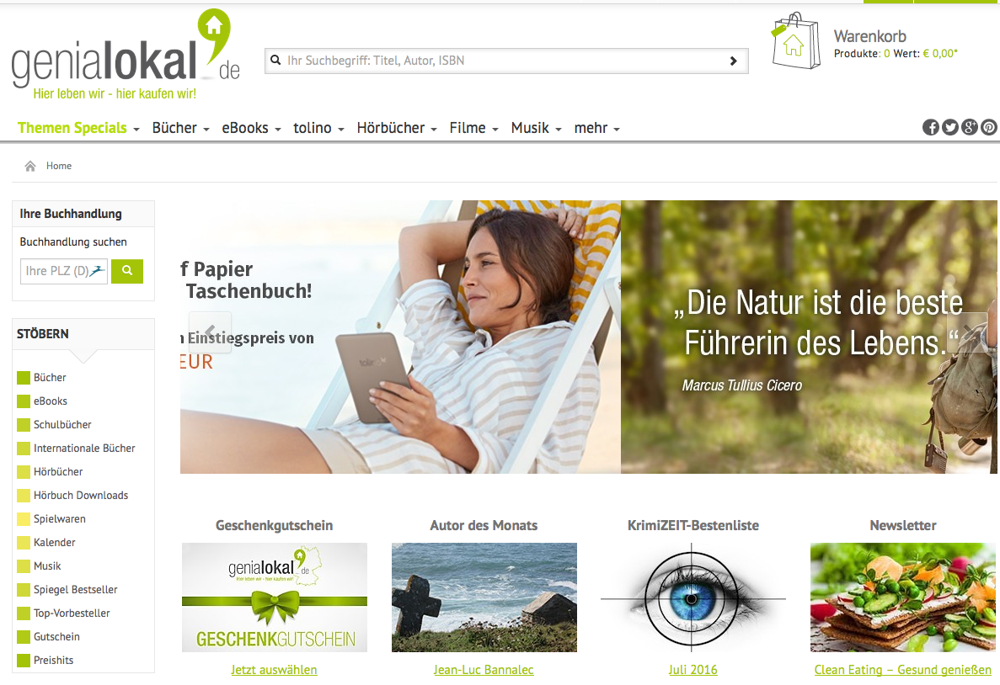 genialokal.de
Hier leben wir - hier kaufen wir!
Ihr Suchbegriff: Titel, Autor, ISBN
Warenkorb
Produkte: 0 Wert: € 0,00*
Themen Specials Bücher eBooks tolino Hörbücher Filme Musik mehr
Home
Ihre Buchhandlung
Buchhandlung suchen
Ihre PLZ (D)
STÖBERN
Bücher
eBooks
Schulbücher
Internationale Bücher
Hörbücher
Hörbuch Downloads
Spielwaren
Kalender
Musik
Spiegel Bestseller
Top-Vorbesteller
Gutschein
Preishits
f Papier
Taschenbuch!
n Einstiegspreis von
EUR
tolino
„Die Natur ist die beste
Führerin des Lebens.“
Marcus Tullius Cicero
Geschenkgutschein
genialokal.de
Hier leben wir - hier kaufen wir!
GESCHENKGUTSCHEIN
Jetzt auswählen
Autor des Monats
Jean-Luc Bannalec
KrimiZEIT-Bestenliste
Juli 2016
Newsletter
Clean Eating – Gesund genießen